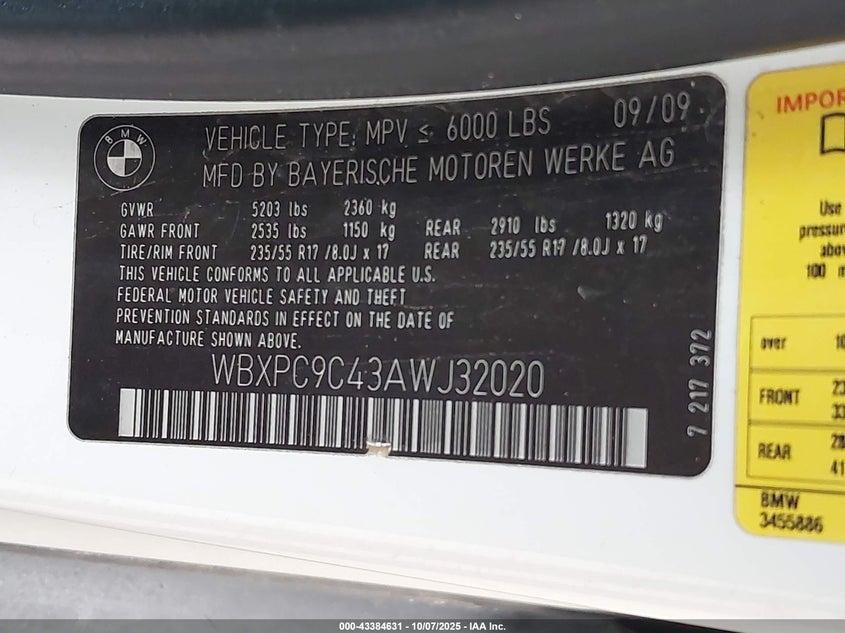 BMW
VEHICLE TYPE, MPV ≤ 6000 LBS 09/09
MFD BY BAYERISCHE MOTOREN WERKE AG
GVWR 5203 lbs 2360 kg
GAWR FRONT 2535 lbs 1150 kg REAR 2910 lbs 1320 kg
TIRE/RIM FRONT 235/55 R17 /8.0J x 17 REAR 235/55 R17 /8.0J x 17
THIS VEHICLE CONFORMS TO ALL APPLICABLE U.S.
FEDERAL MOTOR VEHICLE SAFETY AND THEFT
PREVENTION STANDARDS IN EFFECT ON THE DATE OF
MANUFACTURE SHOWN ABOVE.
WBXPC9C43AWJ32020
7 217 372
Use
100
over
FRONT
REAR
BMW
3455886
000-43384631 - 10/07/2025 - IAA Inc.